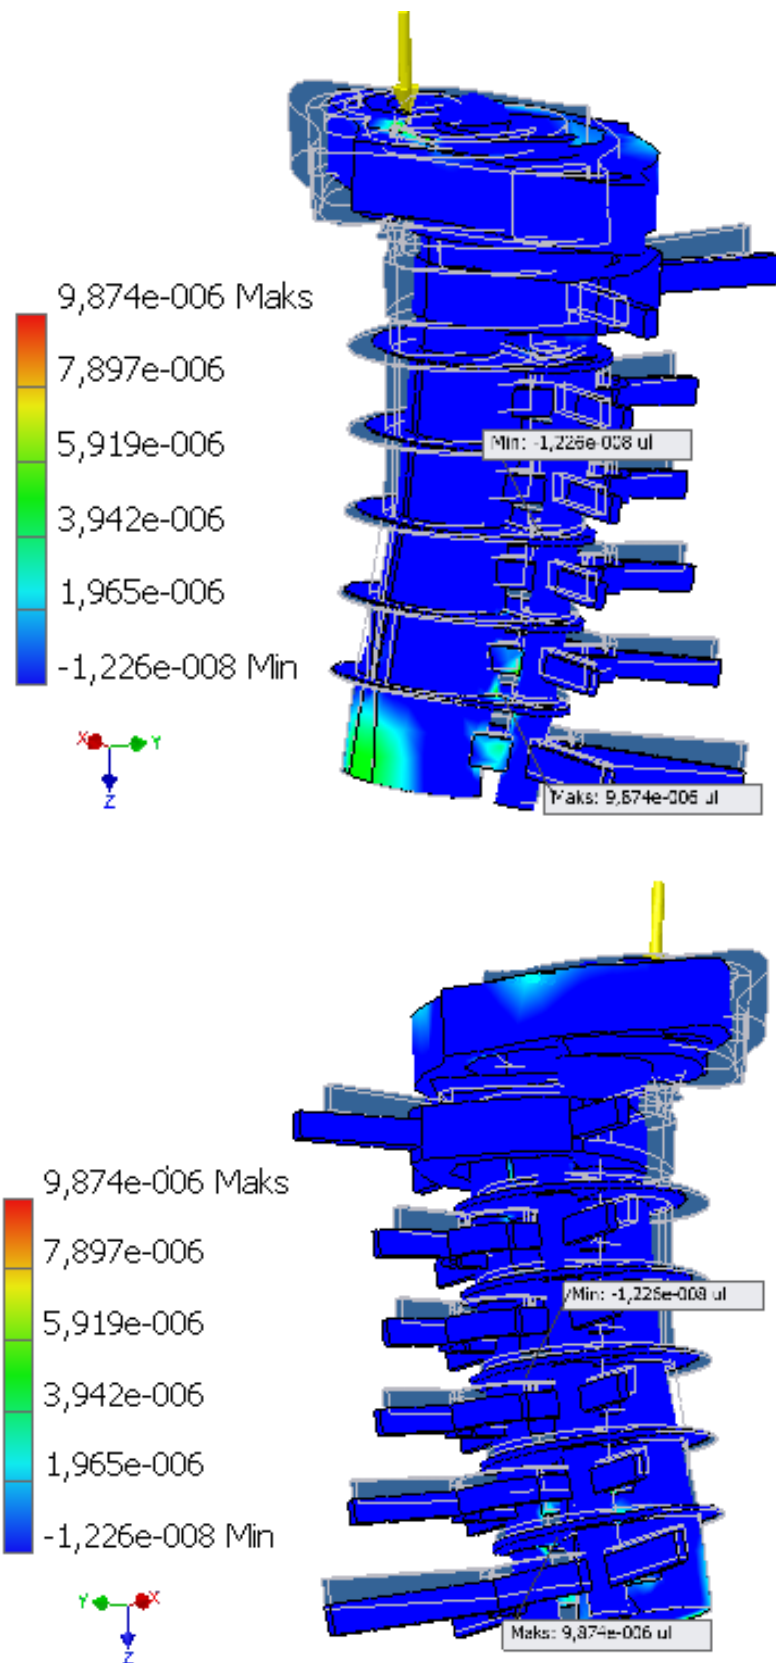 9,874e-006 Maks
7,897e-006
Min: -1,226e-008 ul
5,919e-006
3,942e-006
1,965e-006
-1,226e-008 Min
X
Y
Z
Maks: 9,874e-006 ul
9,874e-006 Maks
7,897e-006
/Min: -1,226e-008 ul
5,919e-006
3,942e-006
1,965e-006
-1,226e-008 Min
Y
X
Z
Maks: 9,874e-006 ul